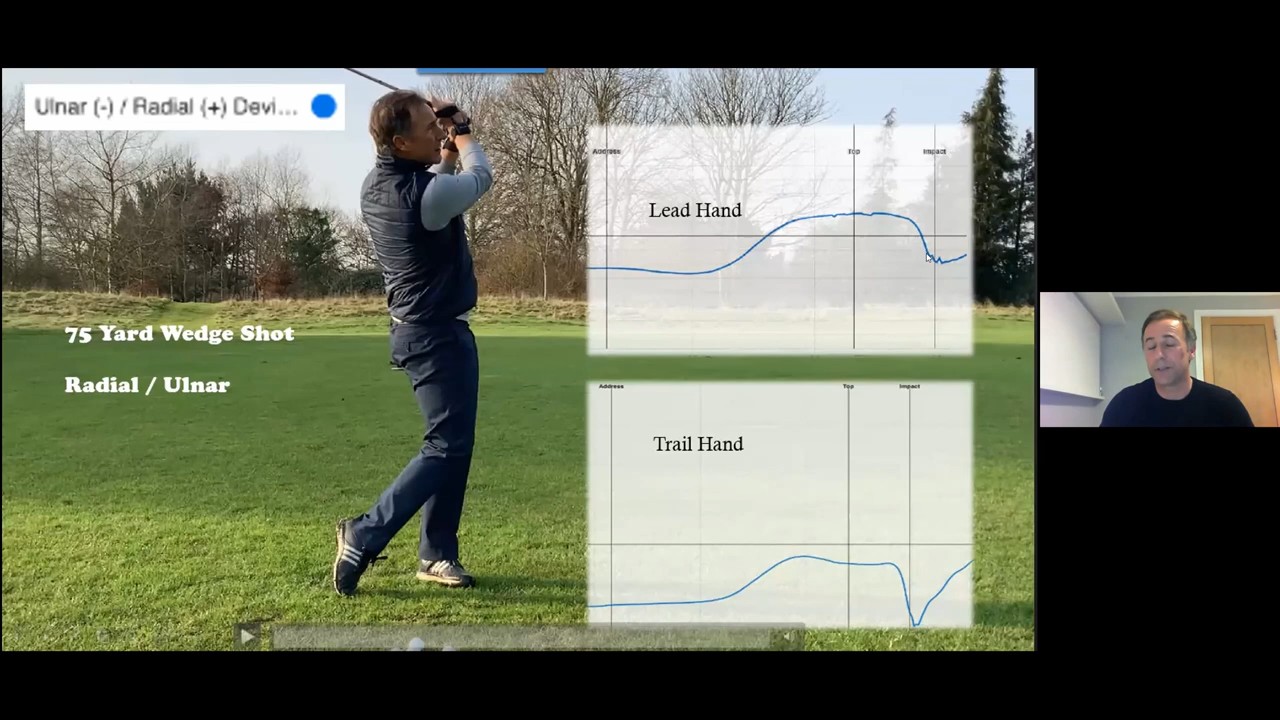 Ulnar (-) / Radial (+) Devi...
75 Yard Wedge Shot
Radial / Ulnar
Address Top Impact
Lead Hand
Address Top Impact
Trail Hand